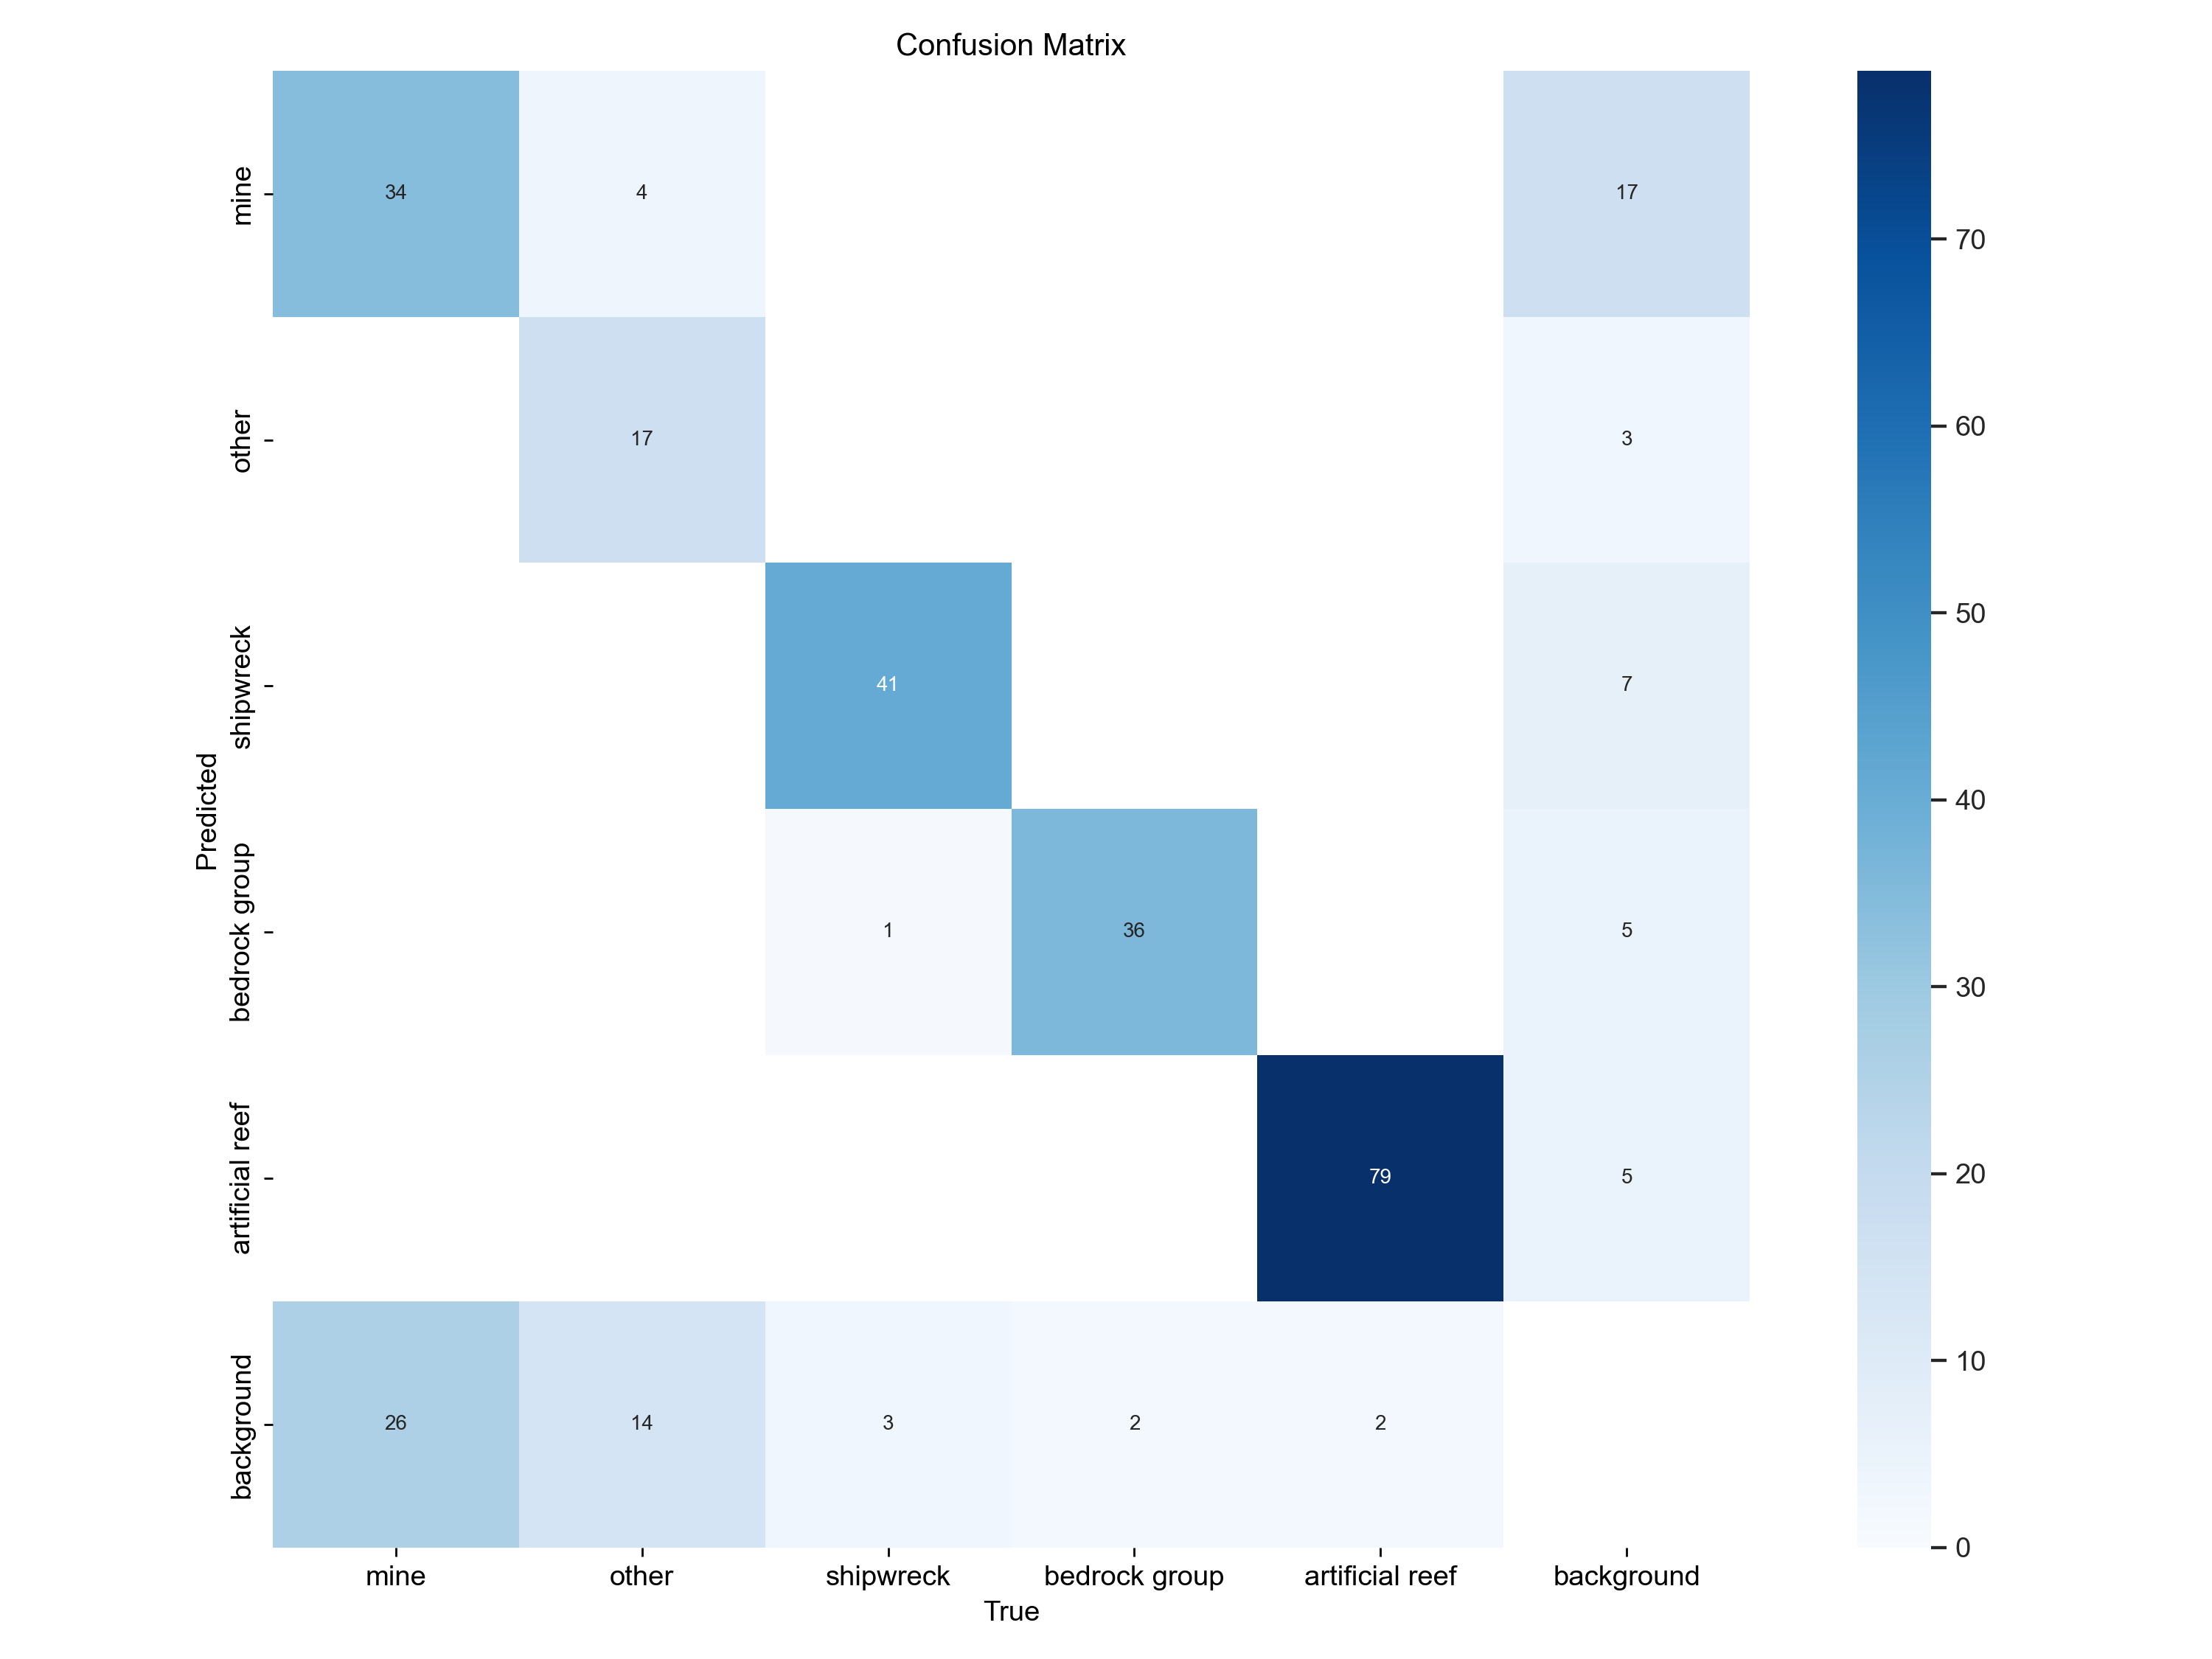 Confusion Matrix
mine
34
4
17
other
17
3
shipwreck
41
7
Predicted
bedrock group
1
36
5
artificial reef
79
5
background
26
14
3
2
2
mine
other
shipwreck
bedrock group
artificial reef
background
True
70
60
50
40
30
20
10
0